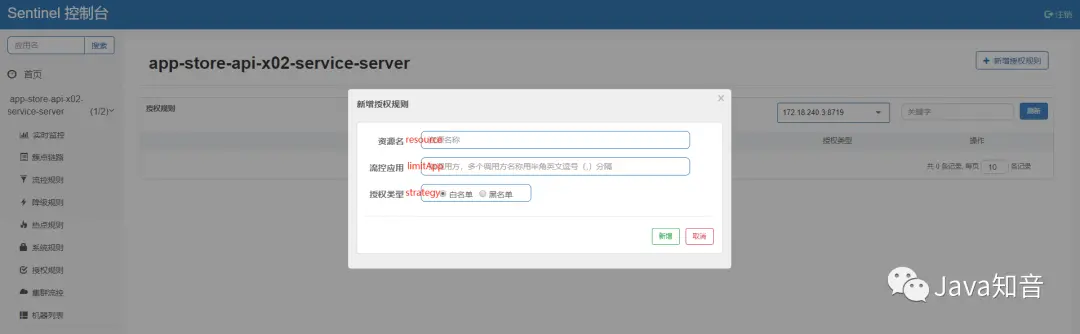 Sentinel 控制台
注销
应用名
搜索
首页
app-store-api-x02-service-server
(1/2)
实时监控
簇点链路
流控规则
降级规则
热点规则
系统规则
授权规则
集群流控
机器列表
app-store-api-x02-service-server
+ 新增授权规则
授权规则
172.18.240.3:8719
关键字
刷新
授权类型
操作
共 0 条记录, 每页 10 条记录
新增授权规则
×
资源名
resource
名称
流控应用
limitApp
用方，多个调用方名称用半角英文逗号（,）分隔
授权类型
strategy
白名单
黑名单
新增
取消
Java知音